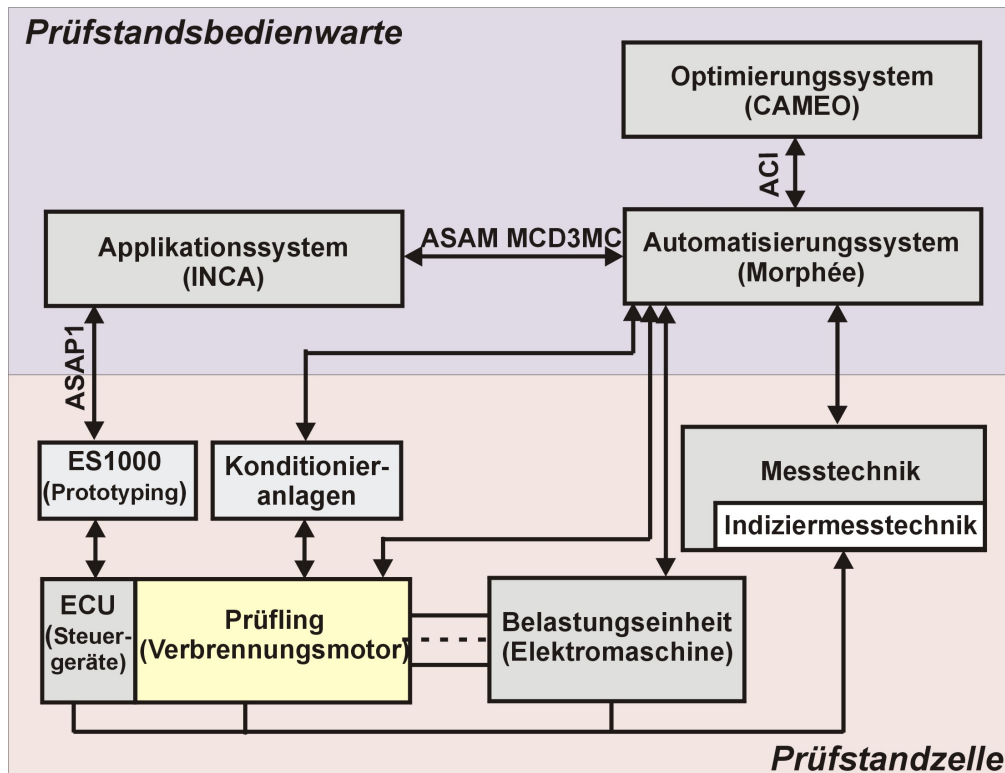 Prüfstandsbedienwarte
Optimierungssystem
(CAMEO)
ACI
Applikationssystem
(INCA)
ASAM MCD3MC
Automatisierungssystem
(Morphée)
ASAP1
ES1000
(Prototyping)
Konditionier-
anlagen
Messtechnik
Indiziermesstechnik
ECU
(Steuer-
geräte)
Prüfling
(Verbrennungsmotor)
Belastungseinheit
(Elektromaschine)
Prüfstandzelle